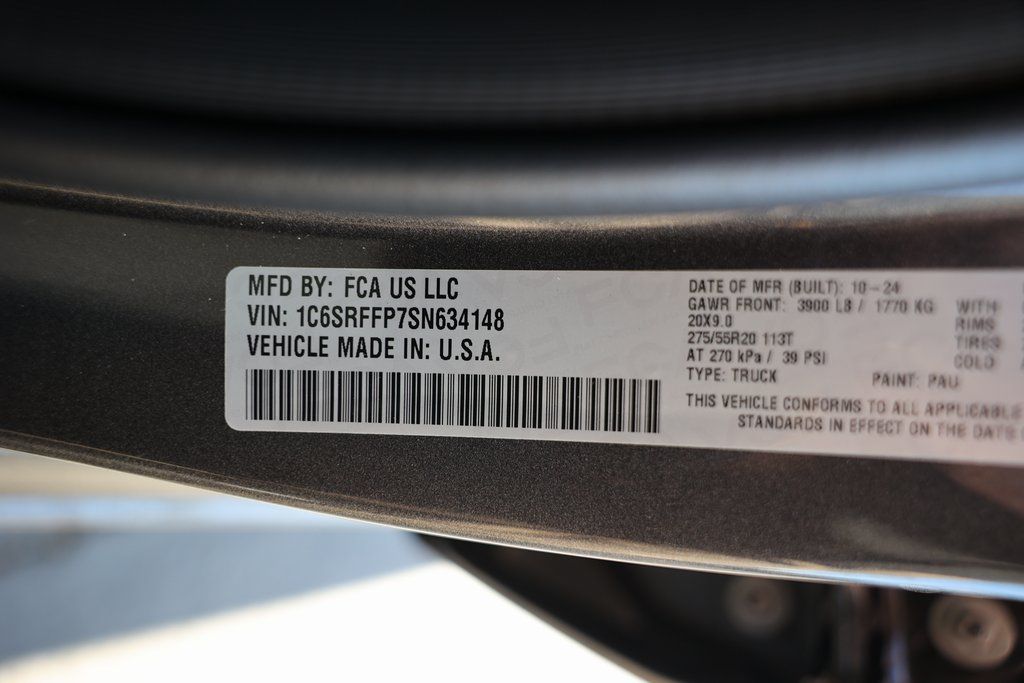 MFD BY: FCA US LLC
VIN: 1C6SRFFP7SN634148
VEHICLE MADE IN: U.S.A.
DATE OF MFR (BUILT): 10-24
GAWR FRONT: 3900 LB / 1770 KG WITH
20X9.0 RIMS
275/55R20 113T TIRES
AT 270 kPa / 39 PSI COLD
TYPE: TRUCK PAINT: PAU
THIS VEHICLE CONFORMS TO ALL APPLICABLE
STANDARDS IN EFFECT ON THE DATE